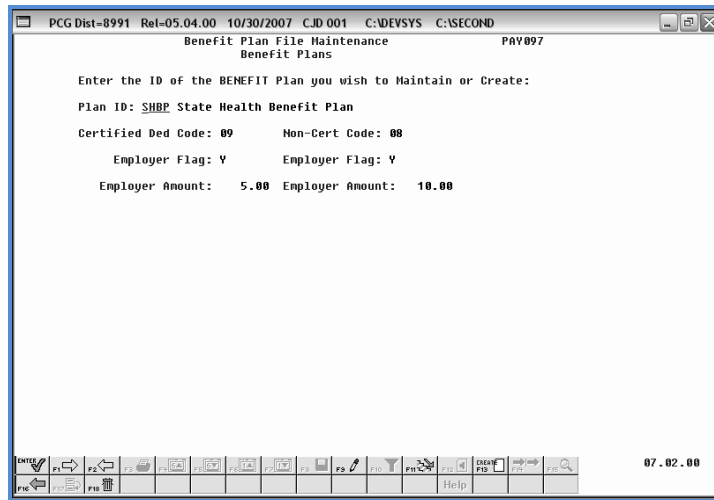 PCG Dist=8991 Rel=05.04.00 10/30/2007 CJD 001 C:\DEVSYS C:\SECOND
Benefit Plan File Maintenance PAY097
Benefit Plans
Enter the ID of the BENEFIT Plan you wish to Maintain or Create:
Plan ID: SHBP State Health Benefit Plan
Certified Ded Code: 09 Non-Cert Code: 08
Employer Flag: Y Employer Flag: Y
Employer Amount: 5.00 Employer Amount: 10.00
ENTER F1 F2 F3 F4 F5 F6 F7 F8 F9 F10 F11 F12 CREATE F13 F14 F15 07.02.00
F16 F17 F18 Help